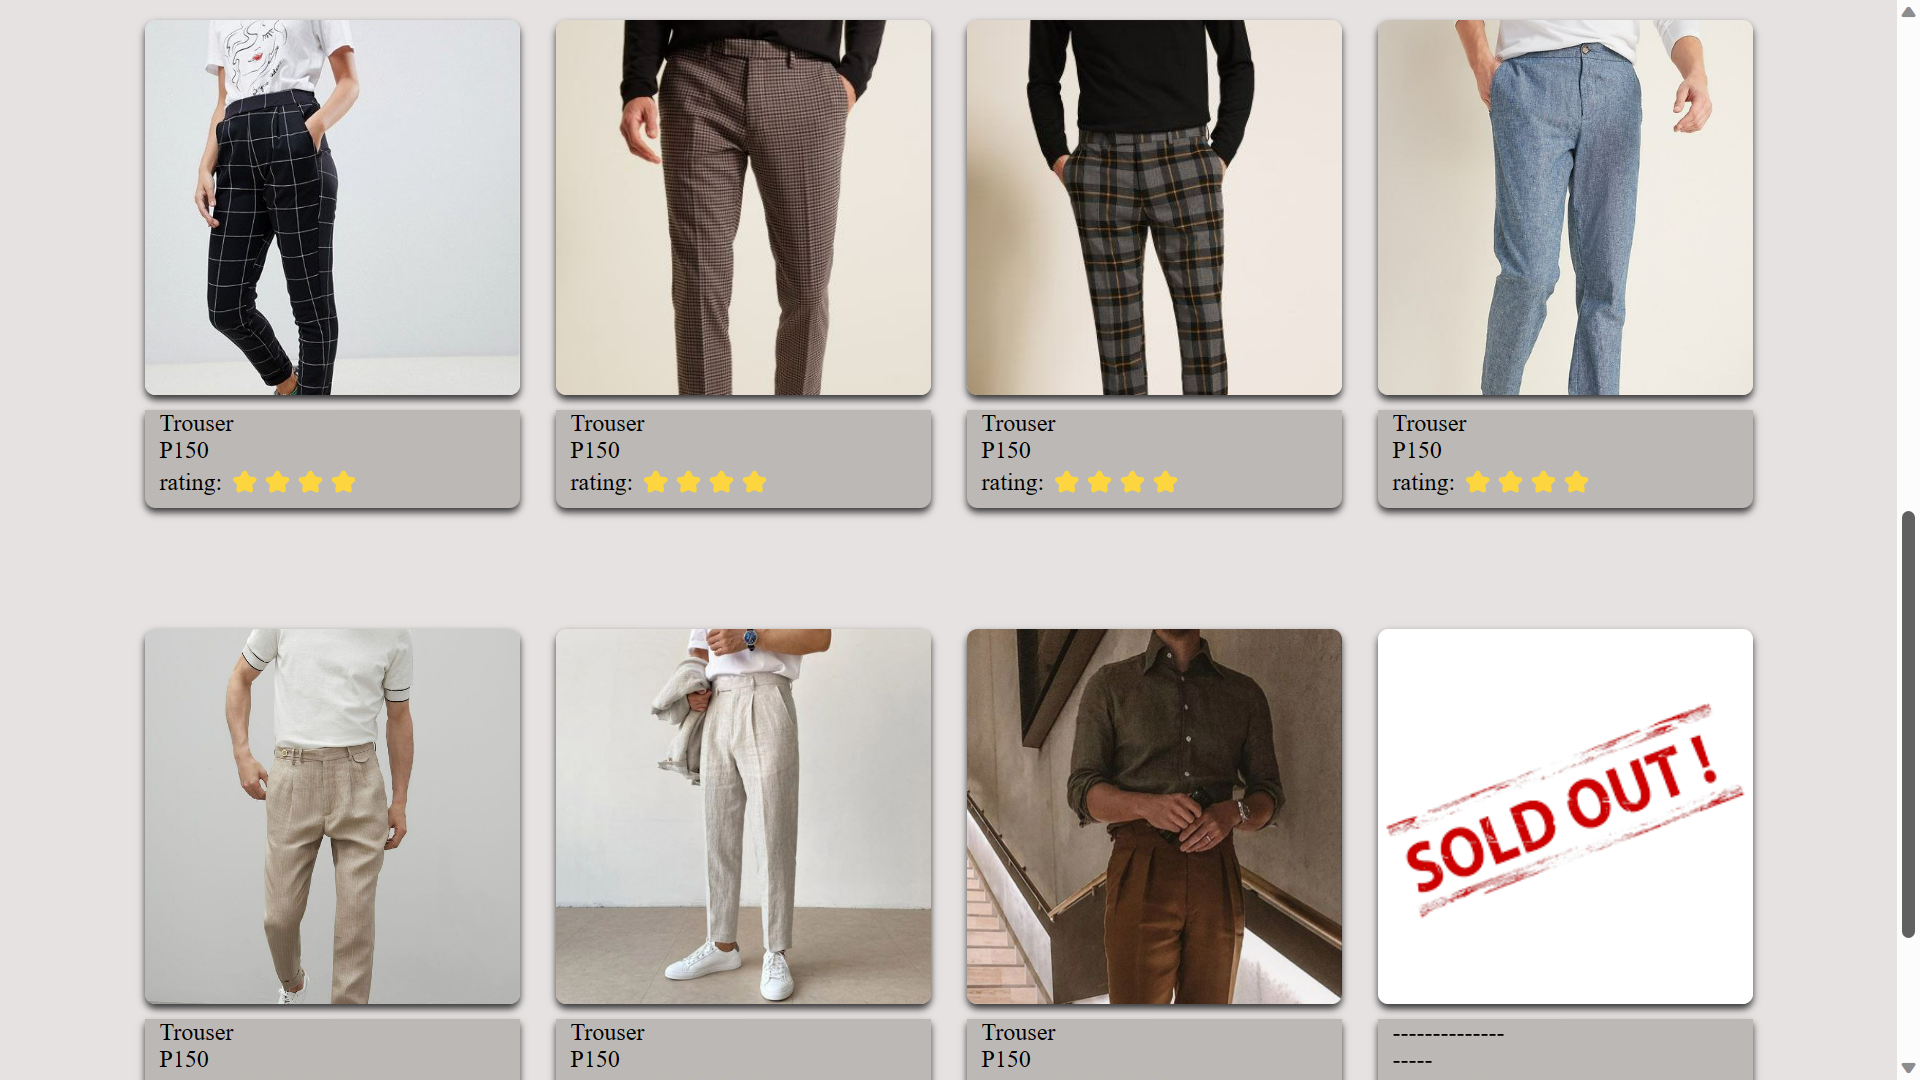 Trouser
P150
rating:
Trouser
P150
rating:
Trouser
P150
rating:
Trouser
P150
rating:
SOLD OUT !
Trouser
P150
Trouser
P150
Trouser
P150
--------------
-----